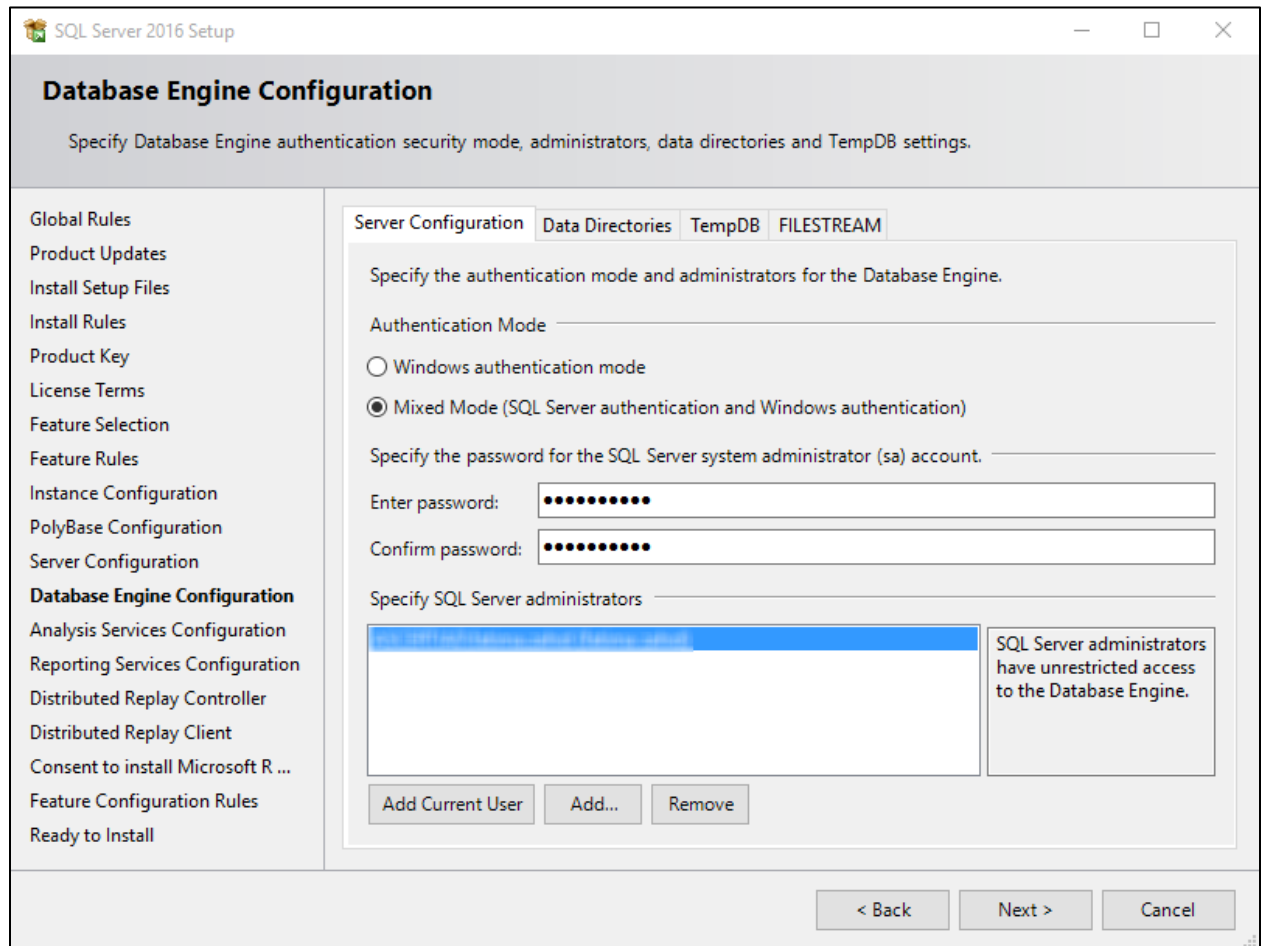 SQL Server 2016 Setup
Database Engine Configuration
Specify Database Engine authentication security mode, administrators, data directories and TempDB settings.
Global Rules
Product Updates
Install Setup Files
Install Rules
Product Key
License Terms
Feature Selection
Feature Rules
Instance Configuration
PolyBase Configuration
Server Configuration
Database Engine Configuration
Analysis Services Configuration
Reporting Services Configuration
Distributed Replay Controller
Distributed Replay Client
Consent to install Microsoft R ...
Feature Configuration Rules
Ready to Install
Server Configuration Data Directories TempDB FILESTREAM
Specify the authentication mode and administrators for the Database Engine.
Authentication Mode
Windows authentication mode
Mixed Mode (SQL Server authentication and Windows authentication)
Specify the password for the SQL Server system administrator (sa) account.
Enter password: ●●●●●●●●●●
Confirm password: ●●●●●●●●●●
Specify SQL Server administrators
SQL Server administrators
have unrestricted access
to the Database Engine.
Add Current User Add... Remove
< Back Next > Cancel